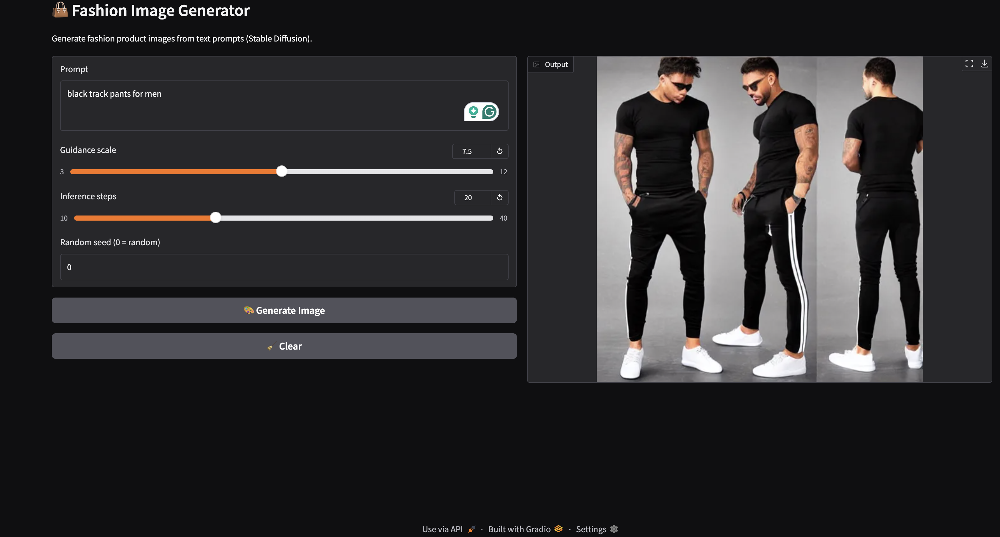 👜 Fashion Image Generator
Generate fashion product images from text prompts (Stable Diffusion).
Prompt
black track pants for men
Guidance scale
7.5
3
12
Inference steps
20
10
40
Random seed (0 = random)
0
🎨 Generate Image
🧹 Clear
Output
Use via API 🚀 · Built with Gradio · Settings